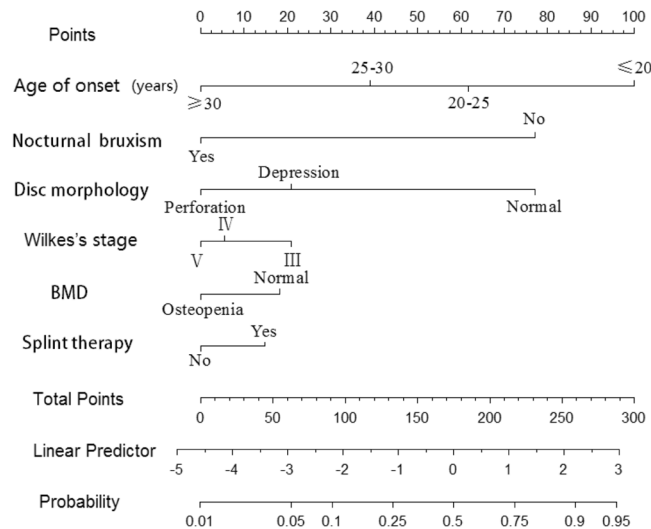 Points 0 10 20 30 40 50 60 70 80 90 100
25-30 ≤20
Age of onset (years)
≥30 20-25
No
Nocturnal bruxism
Yes
Depression
Disc morphology
Perforation Normal
Ⅳ
Wilkes's stage
Ⅴ Ⅲ
Normal
BMD
Osteopenia
Yes
Splint therapy
No
Total Points
0 50 100 150 200 250 300
Linear Predictor
-5 -4 -3 -2 -1 0 1 2 3
Probability
0.01 0.05 0.1 0.25 0.5 0.75 0.9 0.95